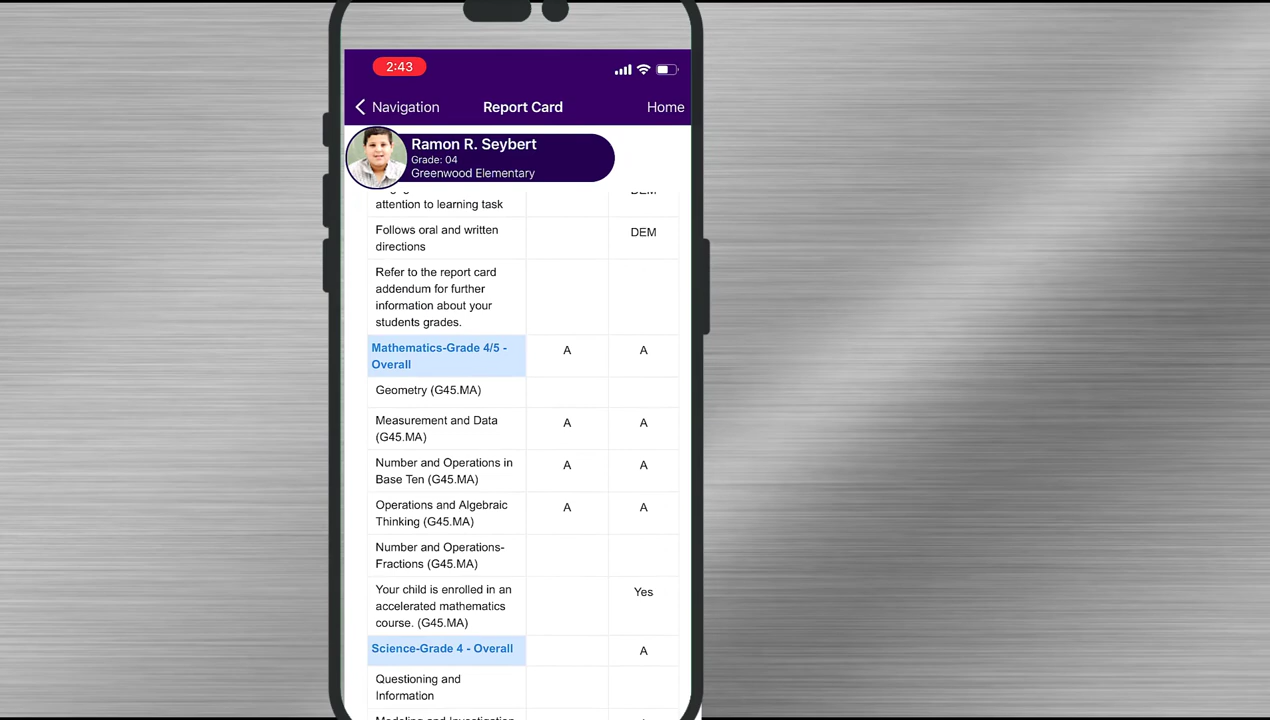 2:43
Navigation Report Card Home
Ramon R. Seybert
Grade: 04
Greenwood Elementary
DEM
attention to learning task
Follows oral and written
directions
DEM
Refer to the report card
addendum for further
information about your
students grades.
Mathematics-Grade 4/5 -
Overall
A A
Geometry (G45.MA)
Measurement and Data
(G45.MA)
A A
Number and Operations in
Base Ten (G45.MA)
A A
Operations and Algebraic
Thinking (G45.MA)
A A
Number and Operations-
Fractions (G45.MA)
Your child is enrolled in an
accelerated mathematics
course. (G45.MA)
Yes
Science-Grade 4 - Overall
A
Questioning and
Information
Modeling and Investigation